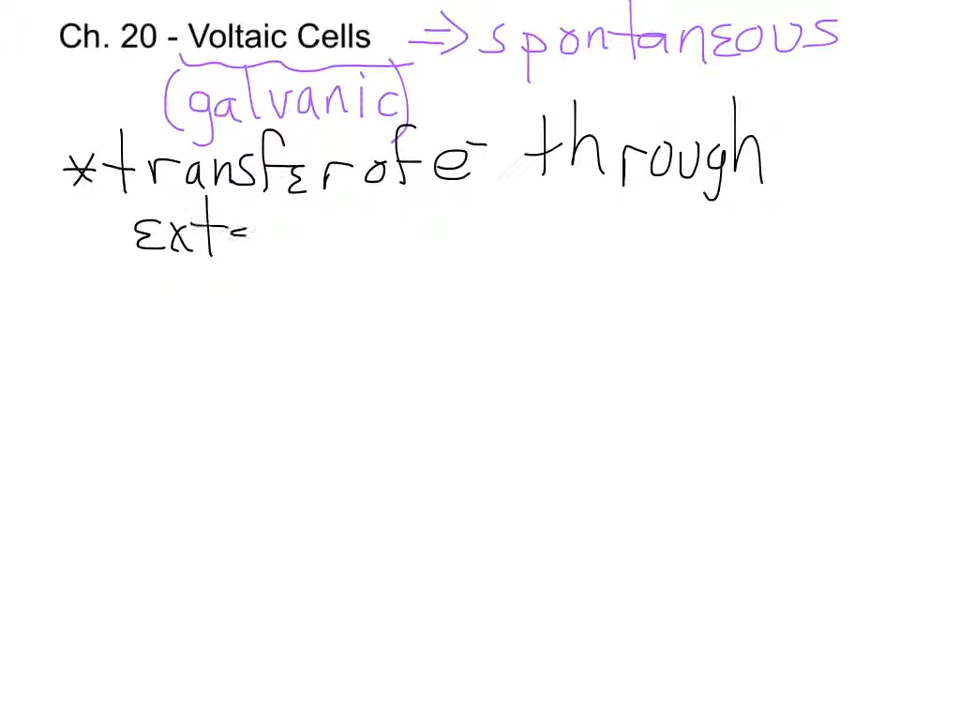 Ch. 20 - Voltaic Cells ⇒ spontaneous
(galvanic)
*transfer of e⁻ through
ext